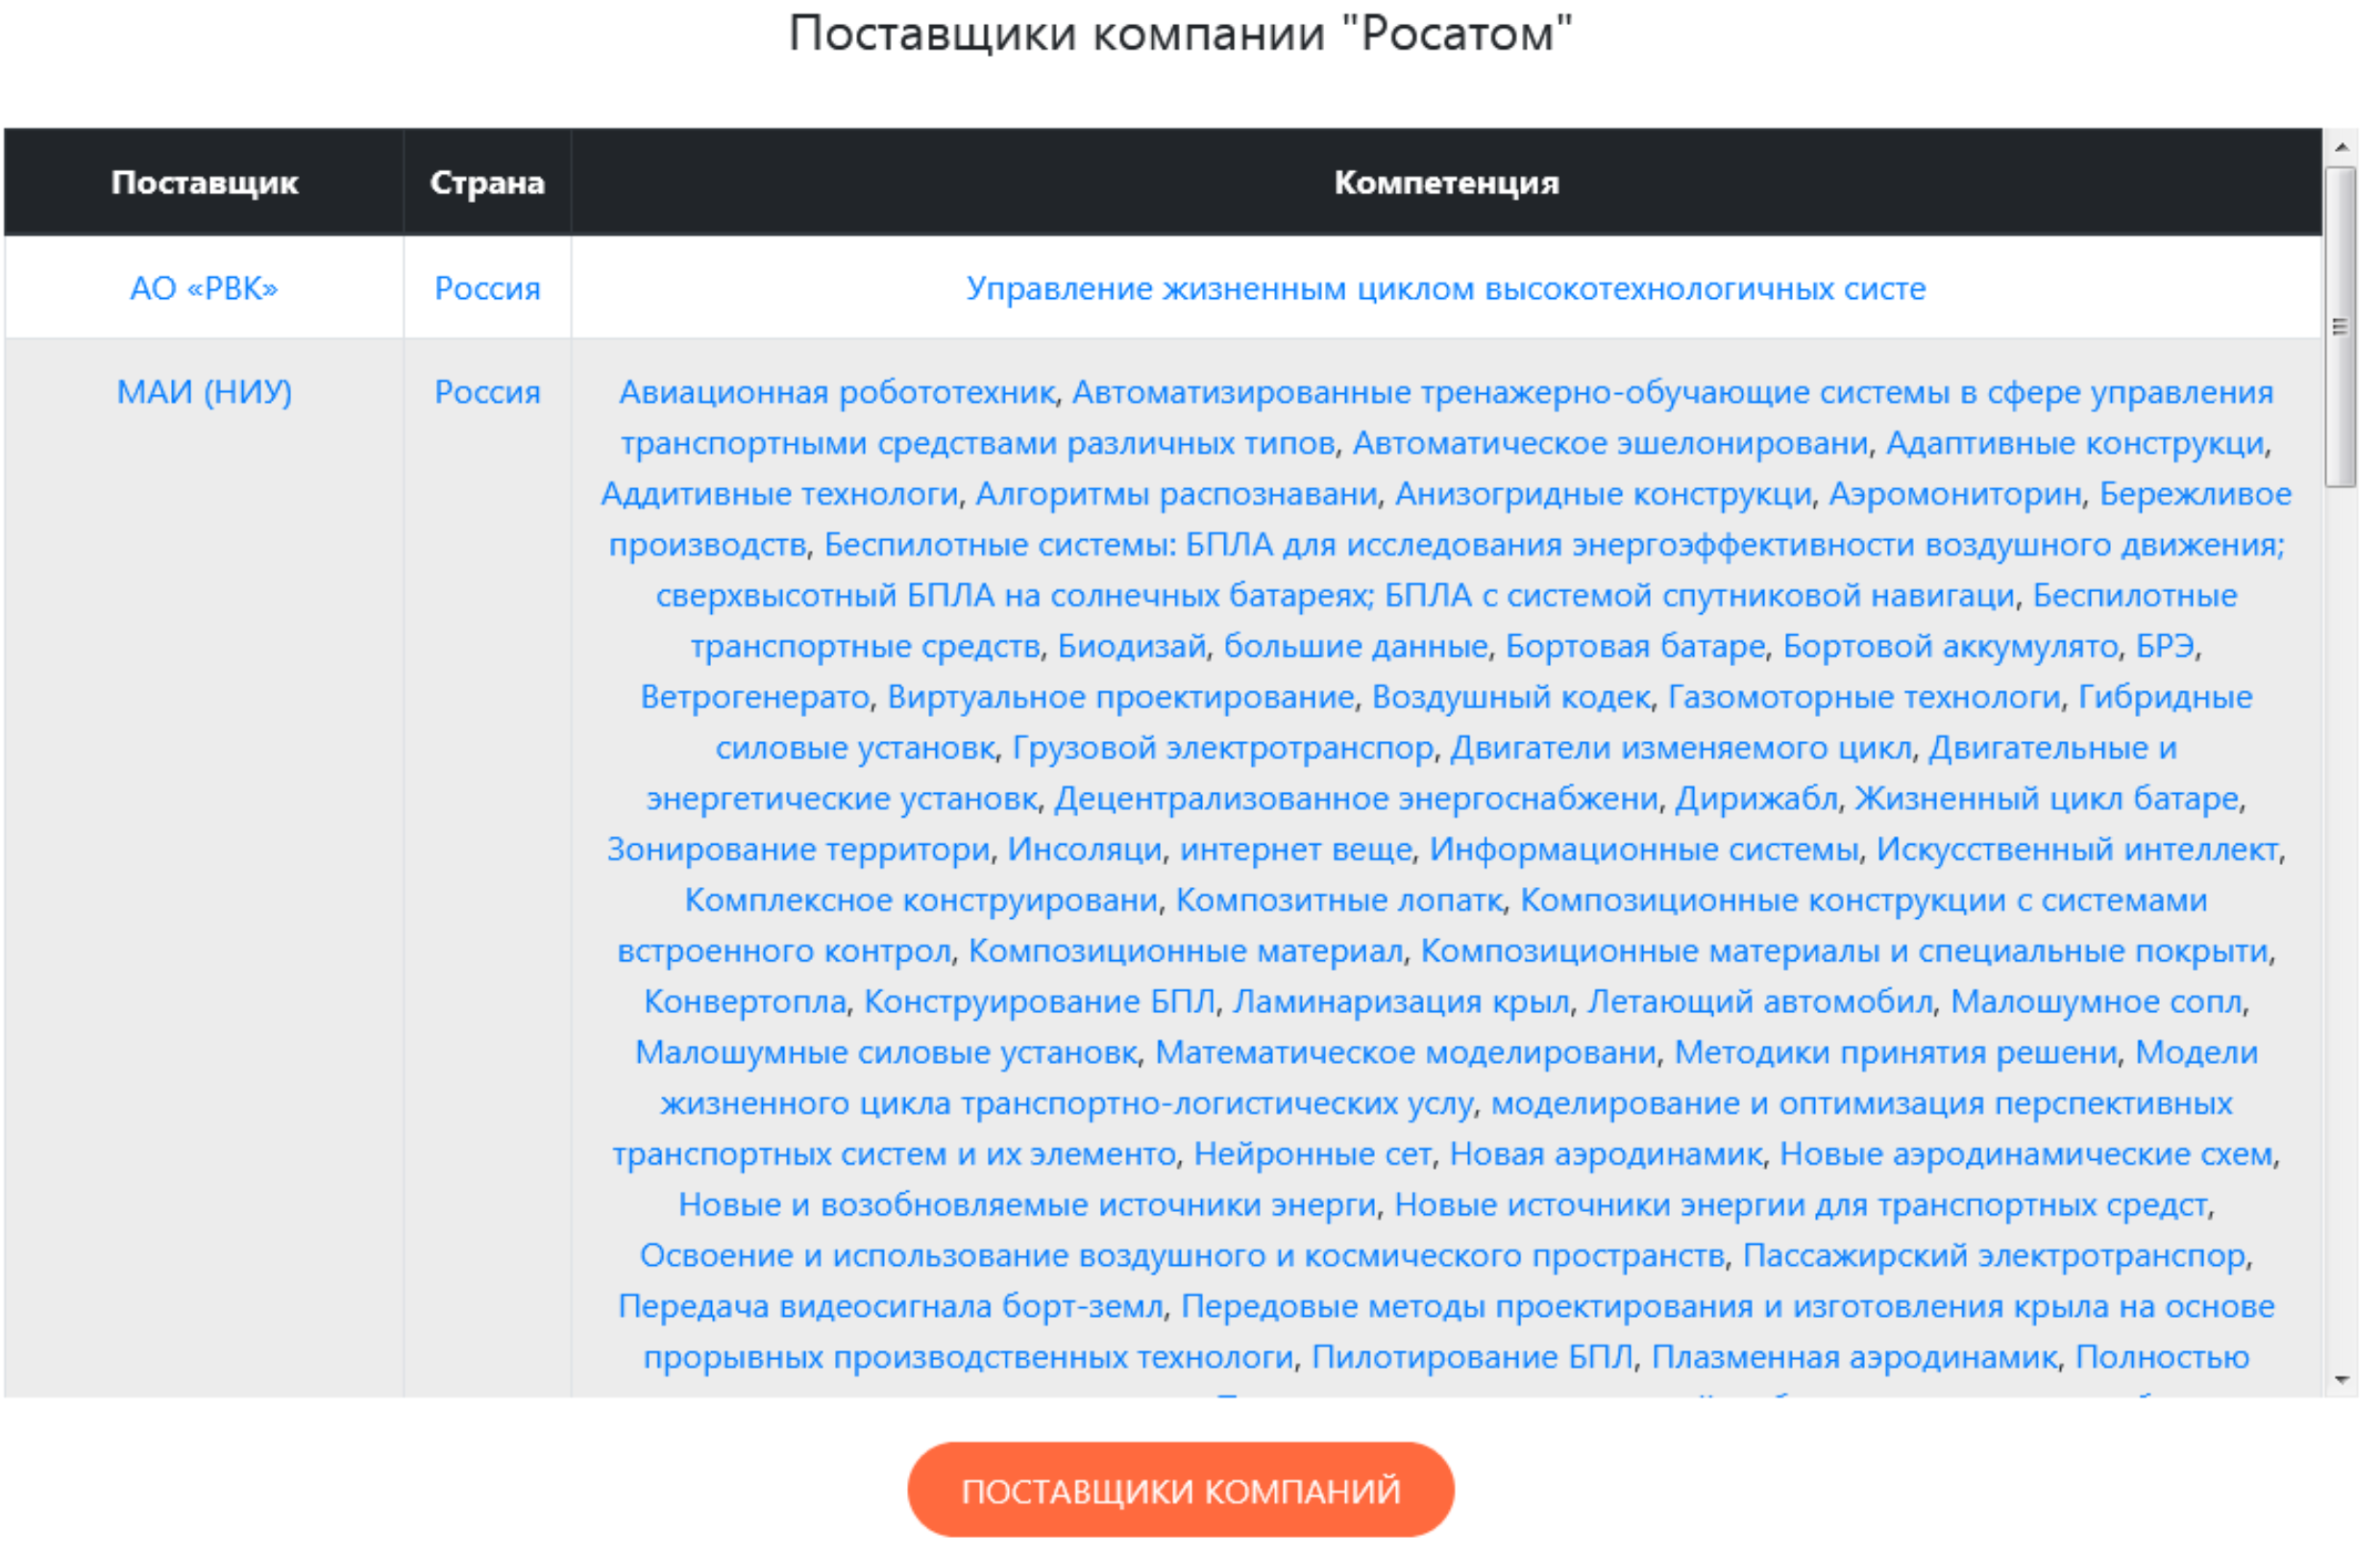 Поставщики компании "Росатом"
Поставщик Страна Компетенция
АО «РВК» Россия Управление жизненным циклом высокотехнологичных систе
МАИ (НИУ) Россия Авиационная робототехник, Автоматизированные тренажерно-обучающие системы в сфере управления
транспортными средствами различных типов, Автоматическое эшелонировани, Адаптивные конструкци,
Аддитивные технологи, Алгоритмы распознавани, Анизогридные конструкци, Аэромониторин, Бережливое
производств, Беспилотные системы: БПЛА для исследования энергоэффективности воздушного движения;
сверхвысотный БПЛА на солнечных батареях; БПЛА с системой спутниковой навигаци, Беспилотные
транспортные средств, Биодизай, большие данные, Бортовая батаре, Бортовой аккумулято, БРЭ,
Ветрогенерато, Виртуальное проектирование, Воздушный кодек, Газомоторные технологи, Гибридные
силовые установк, Грузовой электротранспор, Двигатели изменяемого цикл, Двигательные и
энергетические установк, Децентрализованное энергоснабжени, Дирижабл, Жизненный цикл батаре,
Зонирование территори, Инсоляци, интернет веще, Информационные системы, Искусственный интеллект,
Комплексное конструировани, Композитные лопатк, Композиционные конструкции с системами
встроенного контрол, Композиционные материал, Композиционные материалы и специальные покрыти,
Конвертопла, Конструирование БПЛ, Ламинаризация крыл, Летающий автомобил, Малошумное сопл,
Малошумные силовые установк, Математическое моделировани, Методики принятия решени, Модели
жизненного цикла транспортно-логистических услу, моделирование и оптимизация перспективных
транспортных систем и их элементо, Нейронные сет, Новая аэродинамик, Новые аэродинамические схем,
Новые и возобновляемые источники энерги, Новые источники энергии для транспортных средст,
Освоение и использование воздушного и космического пространств, Пассажирский электротранспор,
Передача видеосигнала борт-земл, Передовые методы проектирования и изготовления крыла на основе
прорывных производственных технологи, Пилотирование БПЛ, Плазменная аэродинамик, Полностью
ПОСТАВЩИКИ КОМПАНИЙ